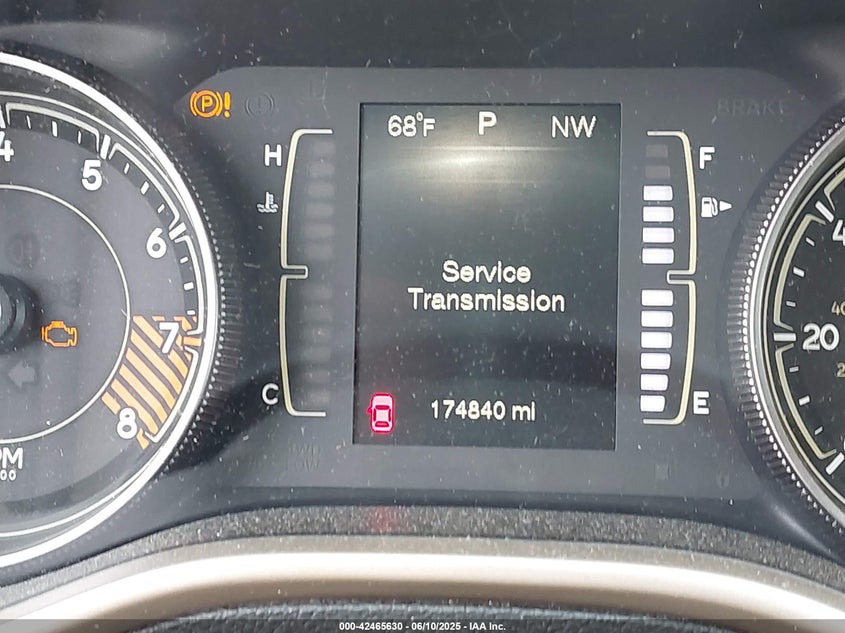 BRAKE
68°F P NW
H F
4
5
6
7
8
Service
Transmission
20
C E
174840 mi
000-42465630 - 06/10/2025 - IAA Inc.